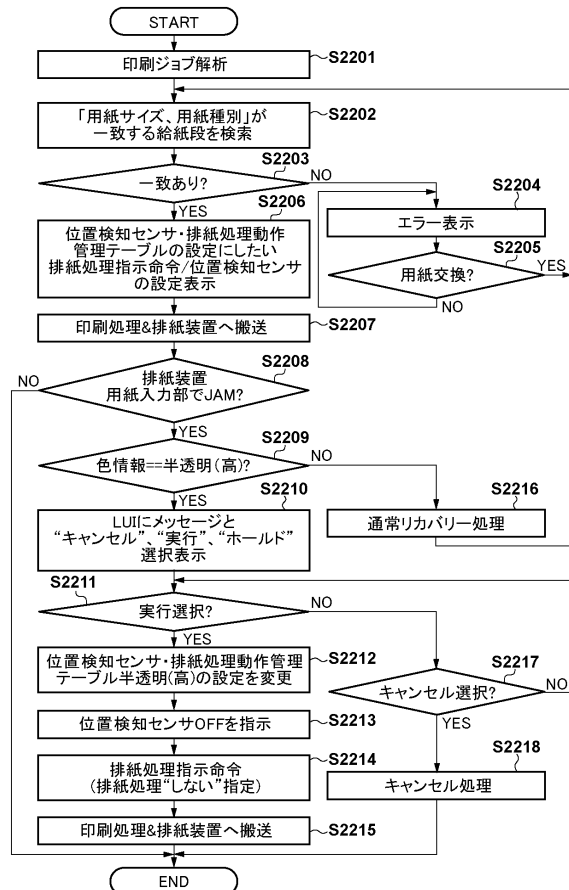 START
印刷ジョブ解析
S2201
「用紙サイズ、用紙種別」が
一致する給紙段を検索
S2202
一致あり?
S2203
NO
YES
エラー表示
S2204
用紙交換?
S2205
YES
NO
位置検知センサ・排紙処理動作
管理テーブルの設定にしたい
排紙処理指示命令/位置検知センサ
の設定表示
S2206
印刷処理&排紙装置へ搬送
S2207
排紙装置
用紙入力部でJAM?
S2208
NO
YES
色情報==半透明(高)?
S2209
NO
YES
LUIにメッセージと
“キャンセル”、“実行”、“ホールド”
選択表示
S2210
通常リカバリー処理
S2216
実行選択?
S2211
NO
YES
位置検知センサ・排紙処理動作管理
テーブル半透明(高)の設定を変更
S2212
キャンセル選択?
S2217
NO
YES
位置検知センサOFFを指示
S2213
排紙処理指示命令
(排紙処理“しない”指定)
S2214
キャンセル処理
S2218
印刷処理&排紙装置へ搬送
S2215
END